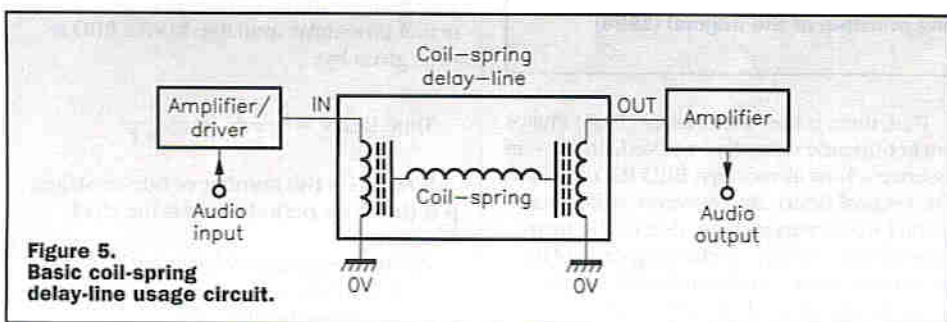 Coil-spring
delay-line
Amplifier/
driver
IN
OUT
Amplifier
Coil-spring
Audio
input
Audio
output
0V
0V
Figure 5.
Basic coil-spring
delay-line usage circuit.